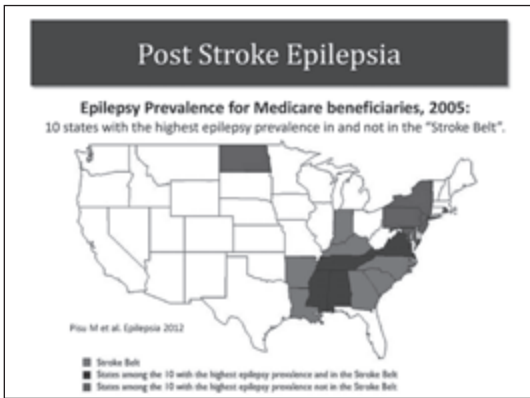 Post Stroke Epilepsia
Epilepsy Prevalence for Medicare beneficiaries, 2005:
10 states with the highest epilepsy prevalence in and not in the "Stroke Belt".
Pisu M et al. Epilepsia 2012
Stroke Belt
States among the 10 with the highest epilepsy prevalence and in the Stroke Belt
States among the 10 with the highest epilepsy prevalence not in the Stroke Belt